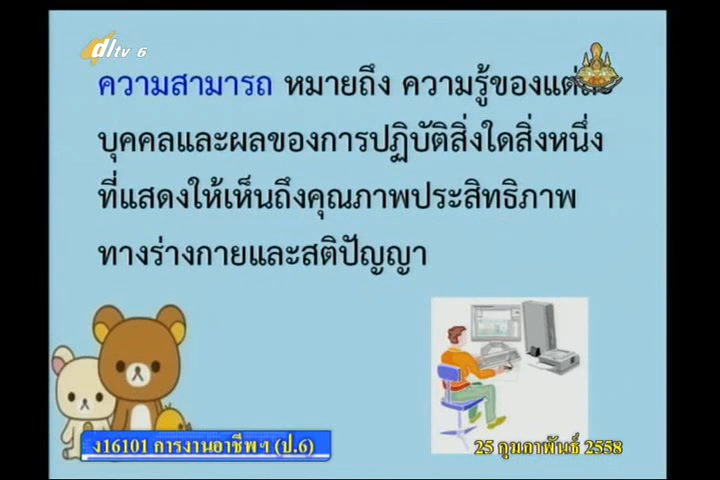 dltv 6
ความสามารถ หมายถึง ความรู้ของแต่ละ
บุคคลและผลของการปฏิบัติสิ่งใดสิ่งหนึ่ง
ที่แสดงให้เห็นถึงคุณภาพประสิทธิภาพ
ทางร่างกายและสติปัญญา
ง16101 การงานอาชีพฯ (ป.6)
25 กุมภาพันธ์ 2558